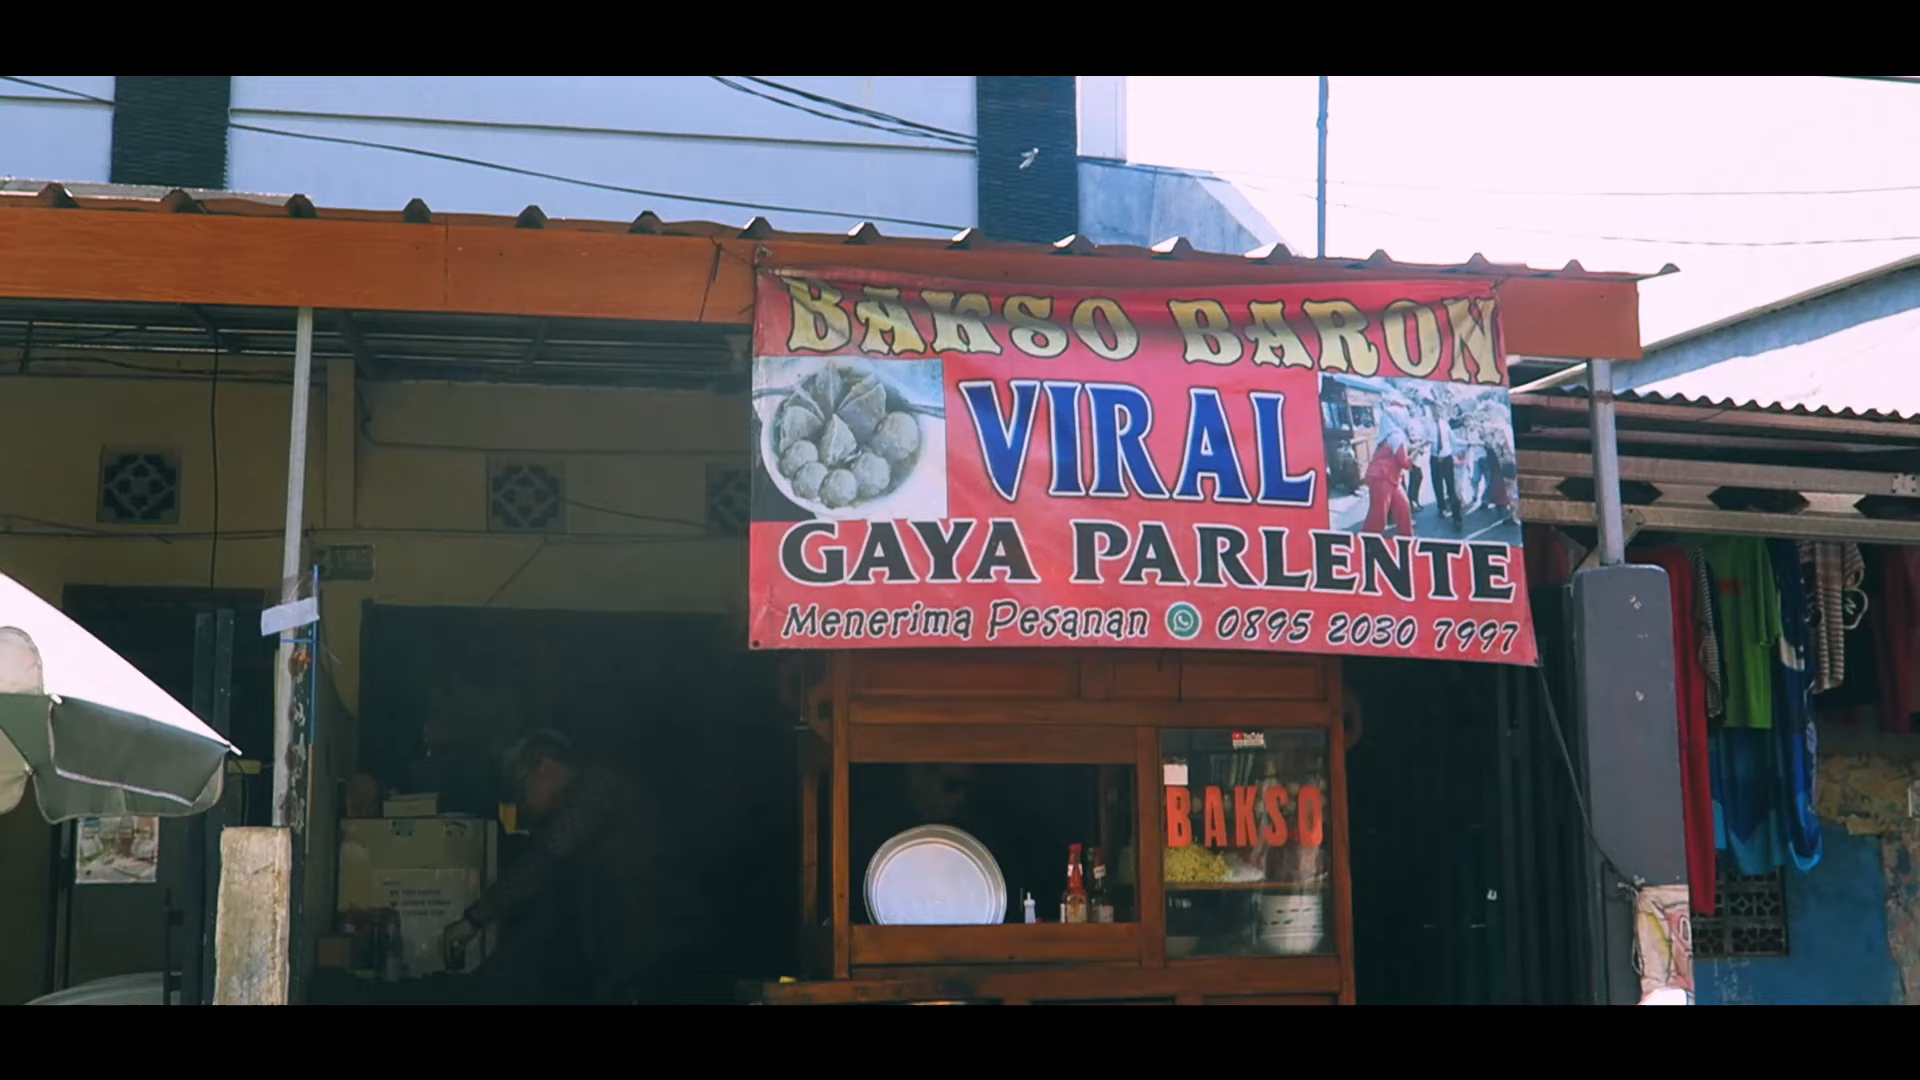 BAKSO BARON
VIRAL
GAYA PARLENTE
Menerima Pesanan 0895 2030 7997
BAKSO